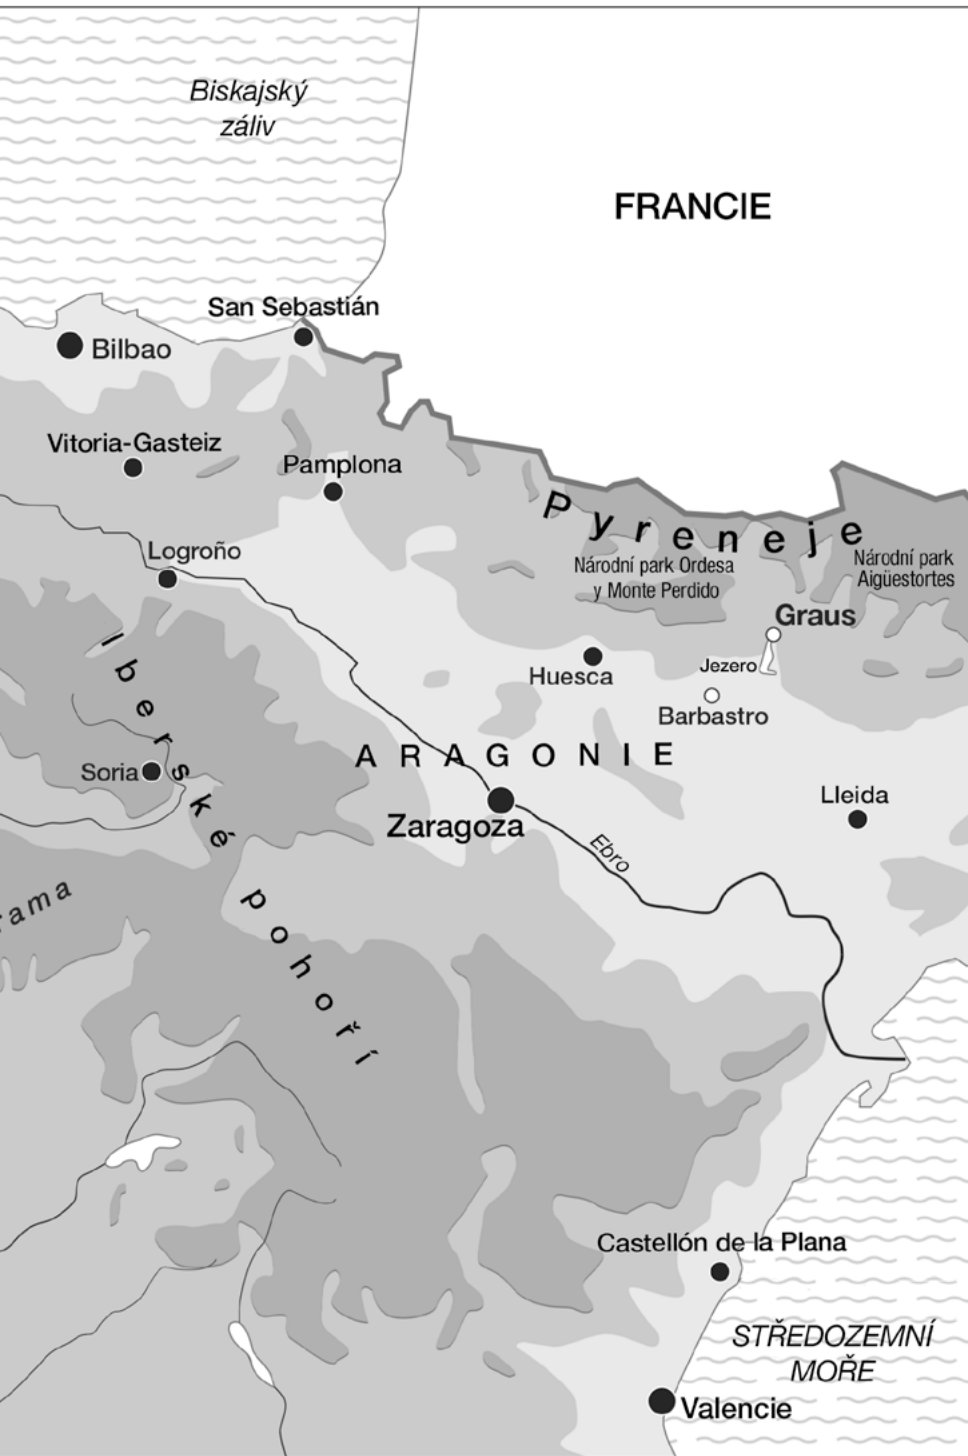 Biskajský
záliv
FRANCIE
San Sebastián
Bilbao
Vitoria-Gasteiz
Pamplona
Pyreneje
Logroño
Národní park Ordesa
y Monte Perdido
Národní park
Aigüestortes
Graus
Jezero
Huesca
Barbastro
Iberské pohoří
ARAGONIE
Soria
Zaragoza
Lleida
Ebro
rama
Castellón de la Plana
STŘEDOZEMNÍ
MOŘE
Valencie